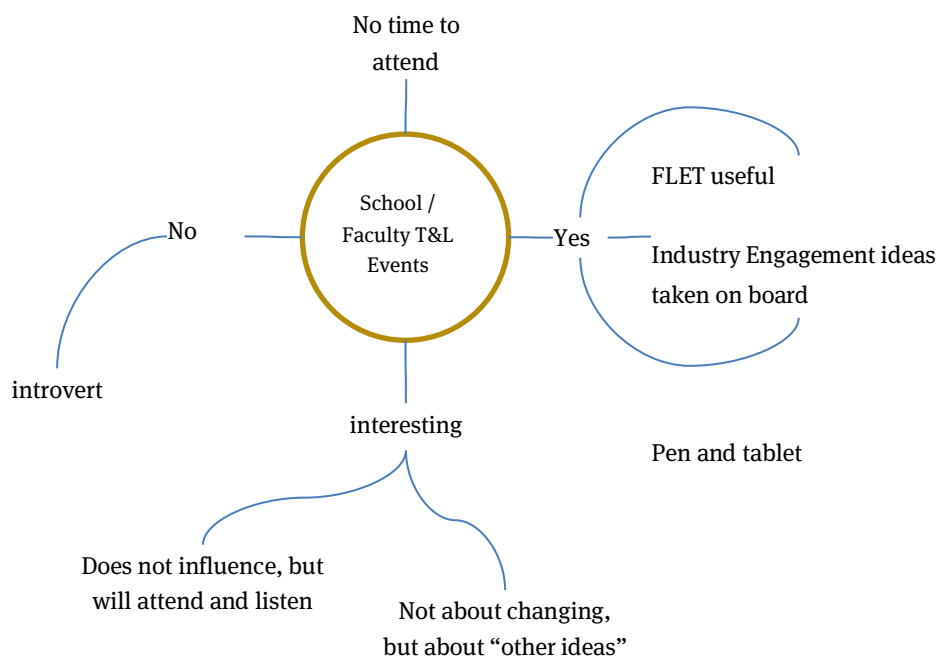 No time to
attend
School /
Faculty T&L
Events
No
Yes
FLET useful
Industry Engagement ideas
taken on board
introvert
interesting
Pen and tablet
Does not influence, but
will attend and listen
Not about changing,
but about “other ideas”